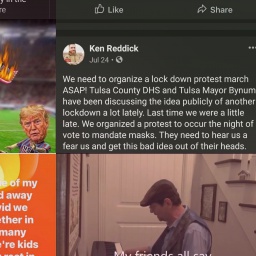 re
Like
Share
Ken Reddick
Jul 24
We need to organize a lock down protest march
ASAP! Tulsa County DHS and Tulsa Mayor Bynum
have been discussing the idea publicly of another
lockdown a lot lately. Last time we were a little
late. We organized a protest to occur the night of
vote to mandate masks. They need to hear us a
fear us and get this bad idea out of their heads.
e of my
d away
vid we
ether in
many
're kids
My friends all say